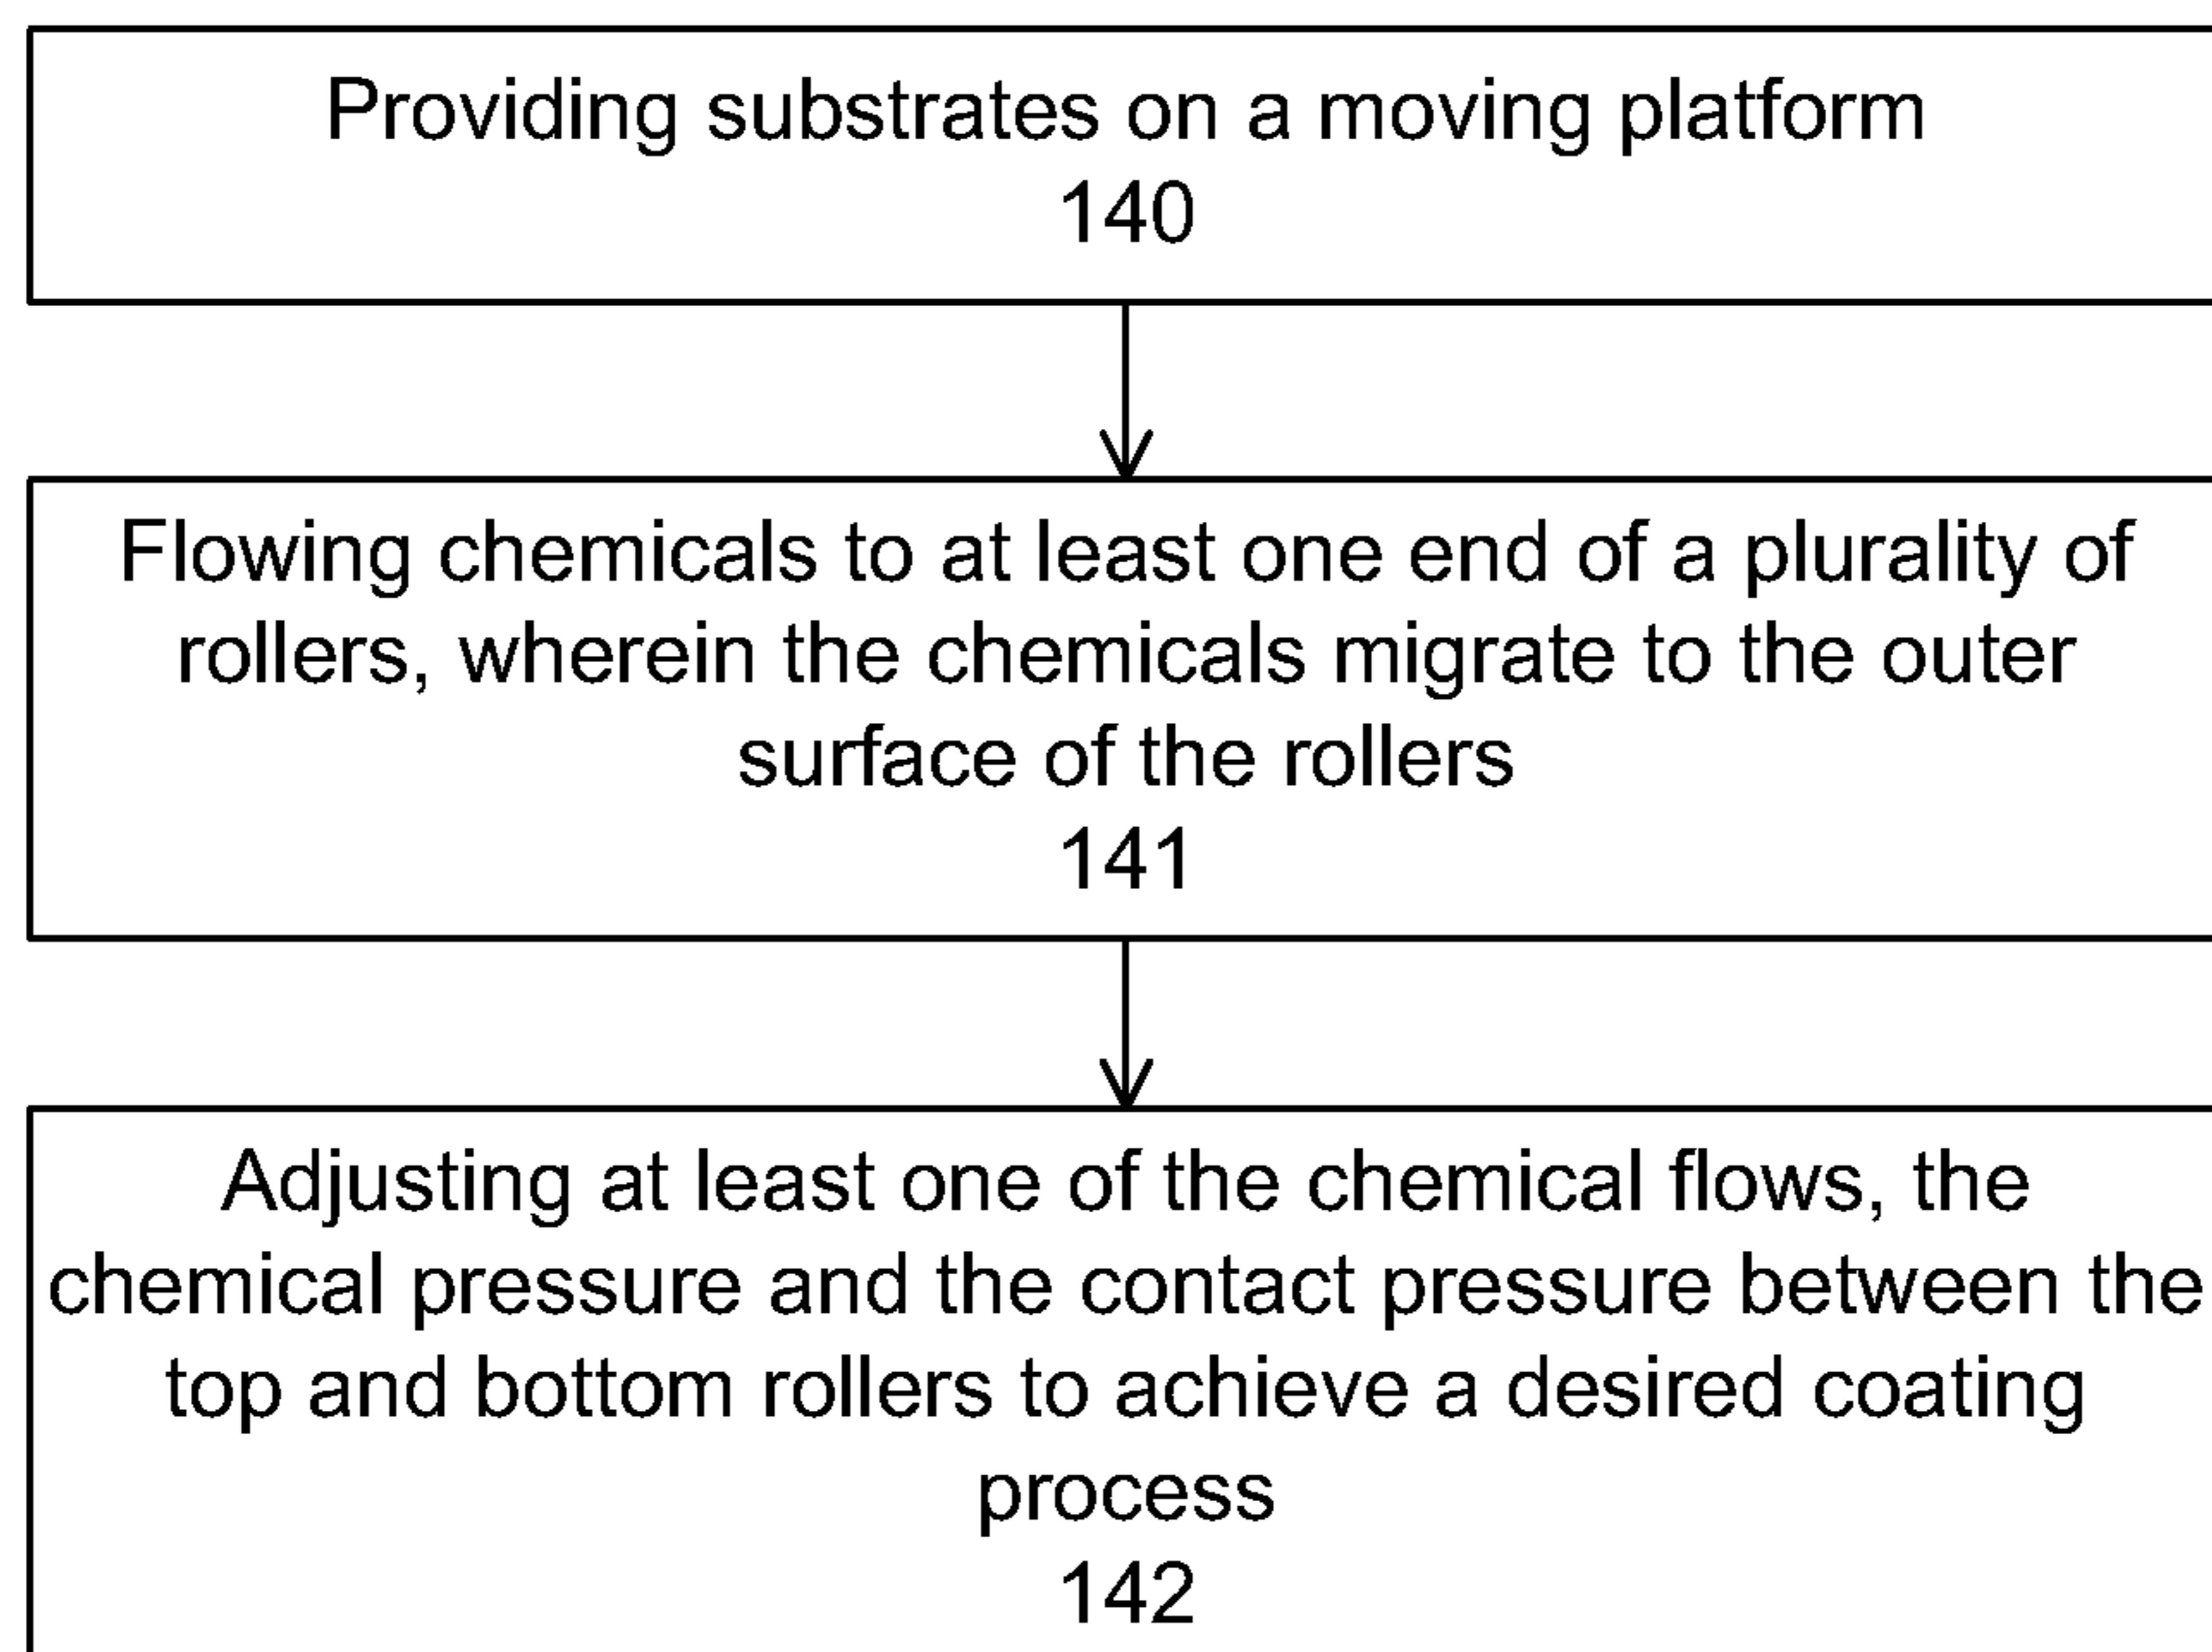 Providing substrates on a moving platform
140
Flowing chemicals to at least one end of a plurality of
rollers, wherein the chemicals migrate to the outer
surface of the rollers
141
Adjusting at least one of the chemical flows, the
chemical pressure and the contact pressure between the
top and bottom rollers to achieve a desired coating
process
142